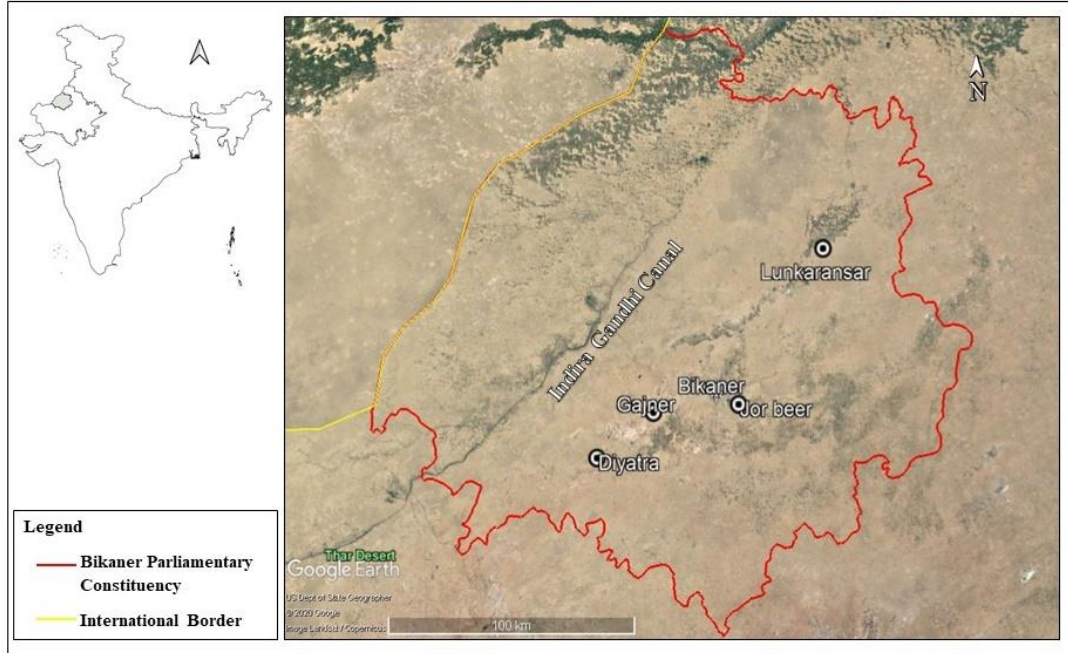 N
Indira Gandhi Canal
Lunkaransar
Bikaner
Gajner
Jor beer
Diyatra
Legend
Bikaner Parliamentary
Constituency
International Border
Thar Desert
Google Earth
US Dept of State Geographer
© 2020 Google
Image Landsat / Copernicus
100 km